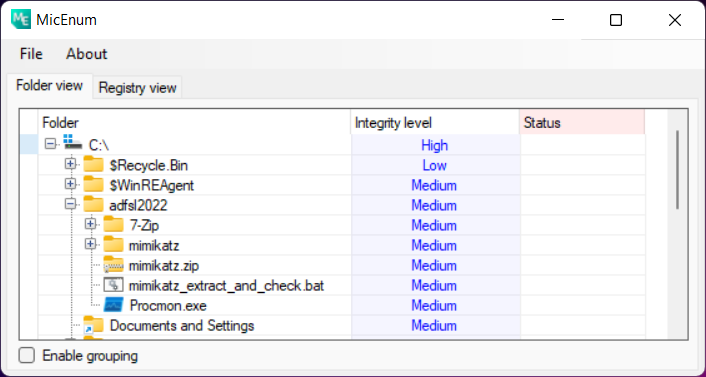 MicEnum
File About
Folder view Registry view
Folder Integrity level Status
C:\ High
$Recycle.Bin Low
$WinREAgent Medium
adfsl2022 Medium
7-Zip Medium
mimikatz Medium
mimikatz.zip Medium
mimikatz_extract_and_check.bat Medium
Procmon.exe Medium
Documents and Settings Medium
Enable grouping